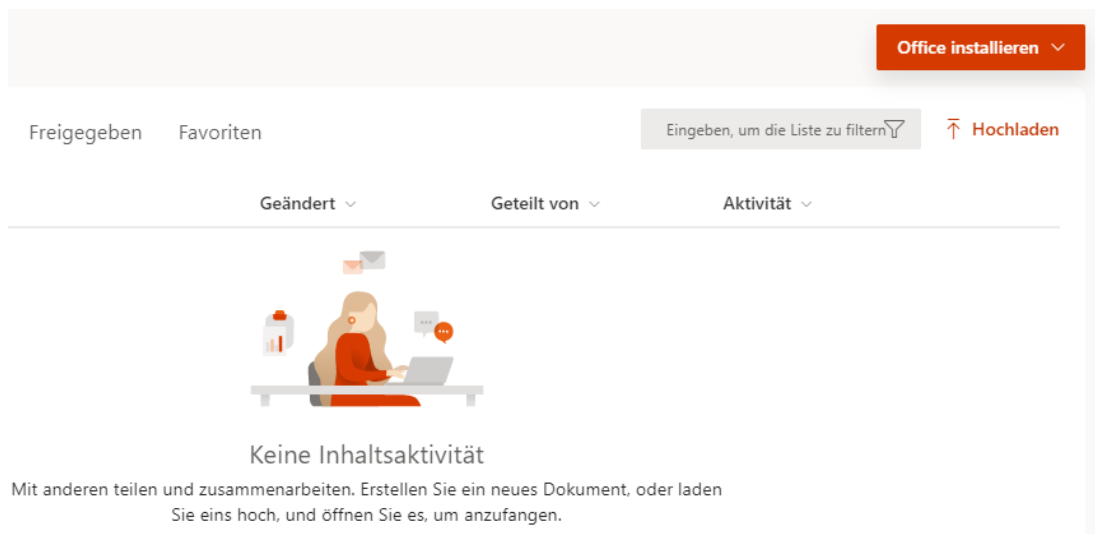 Office installieren
Freigegeben Favoriten Eingeben, um die Liste zu filtern Hochladen
Geändert Geteilt von Aktivität
Keine Inhaltsaktivität
Mit anderen teilen und zusammenarbeiten. Erstellen Sie ein neues Dokument, oder laden
Sie eins hoch, und öffnen Sie es, um anzufangen.